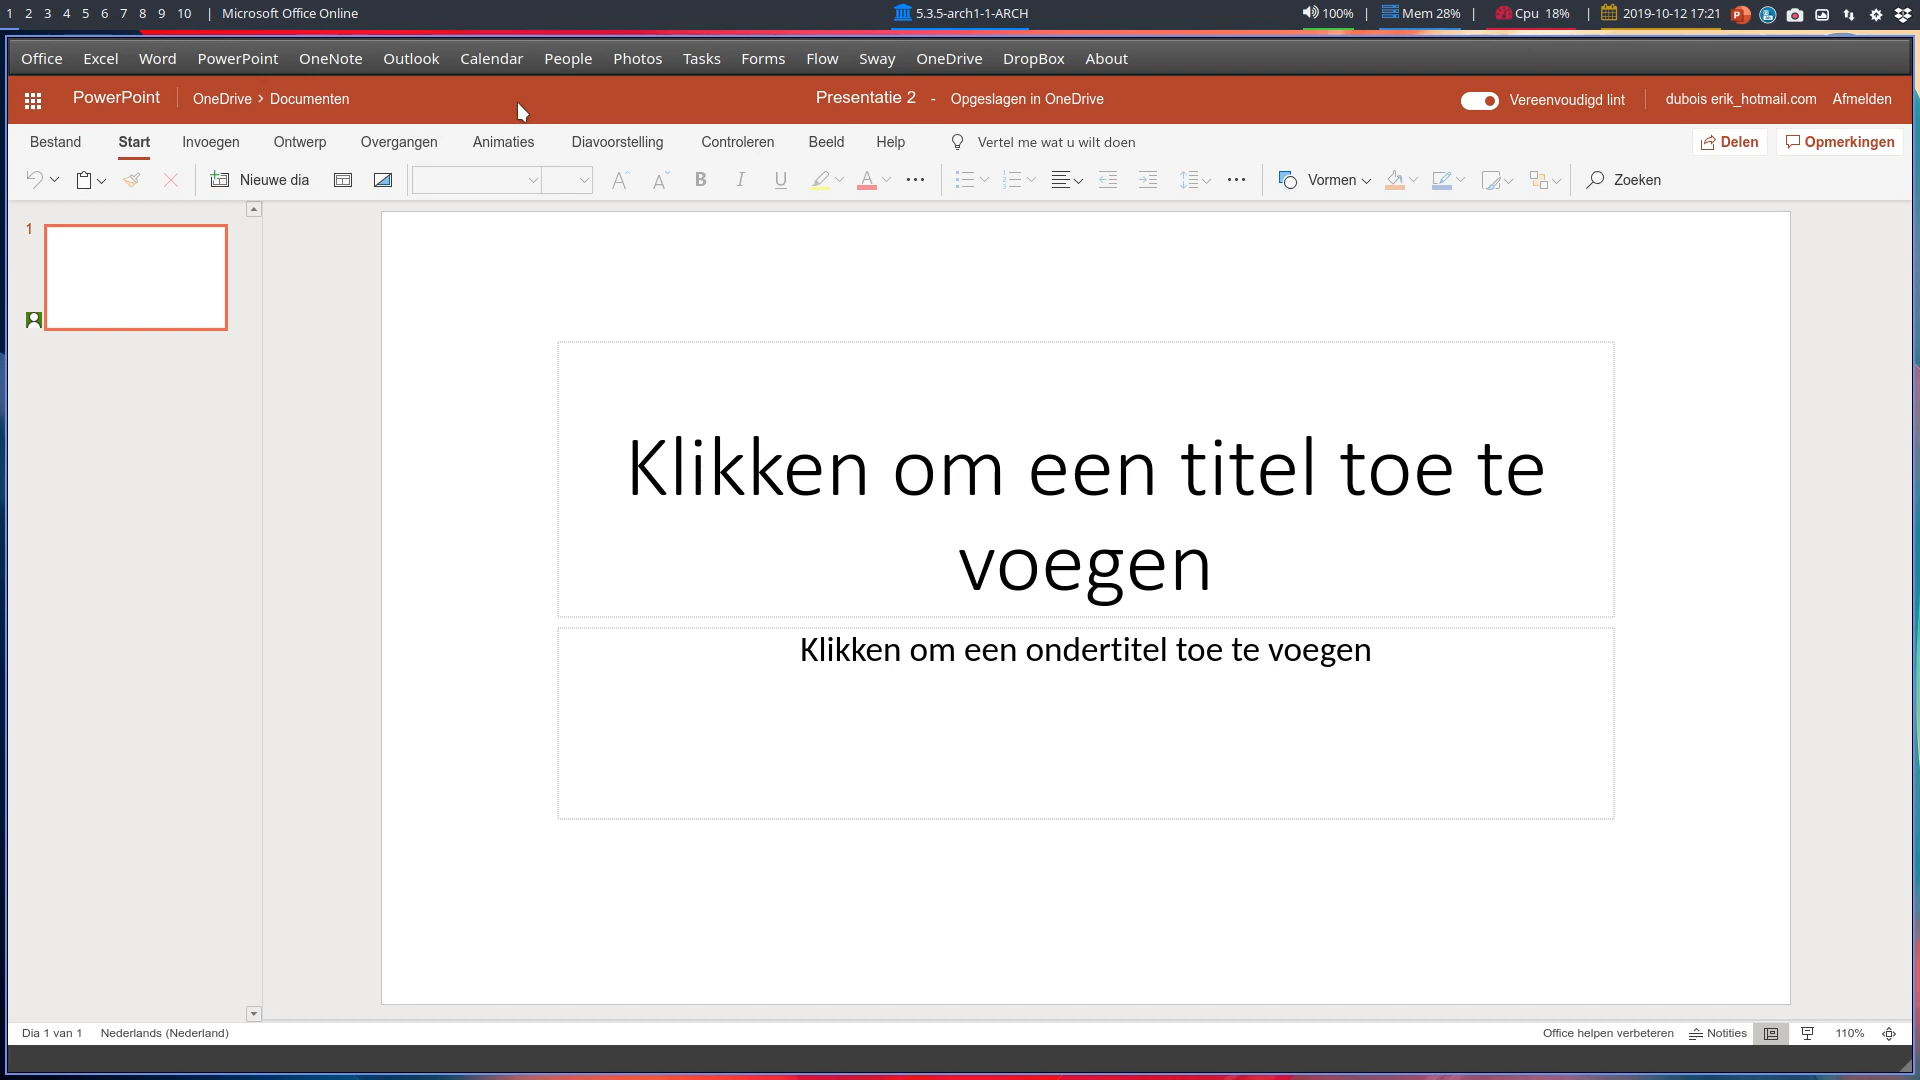 1 2 3 4 5 6 7 8 9 10 | Microsoft Office Online
5.3.5-arch1-1-ARCH
100% | Mem 28% | Cpu 18% | 2019-10-12 17:21
Office Excel Word PowerPoint OneNote Outlook Calendar People Photos Tasks Forms Flow Sway OneDrive DropBox About
PowerPoint OneDrive > Documenten
Presentatie 2 - Opgeslagen in OneDrive
Vereenvoudigd lint dubois erik_hotmail.com Afmelden
Bestand Start Invoegen Ontwerp Overgangen Animaties Diavoorstelling Controleren Beeld Help Vertel me wat u wilt doen
Delen Opmerkingen
Nieuwe dia
Vormen
Zoeken
1
Klikken om een titel toe te
voegen
Klikken om een ondertitel toe te voegen
Dia 1 van 1 Nederlands (Nederland)
Office helpen verbeteren Notities 110%